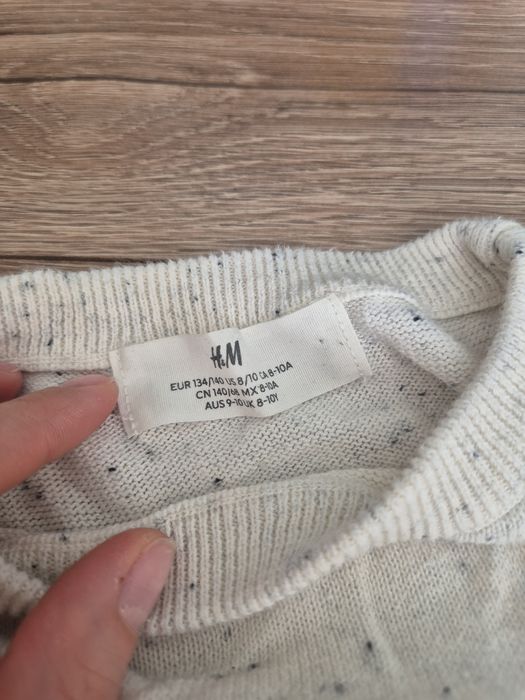 H&M
EUR 134/140 US 8/10 CA 8-10A
CN 140/68 MX 8-10A
AUS 9-10 UK 8-10Y